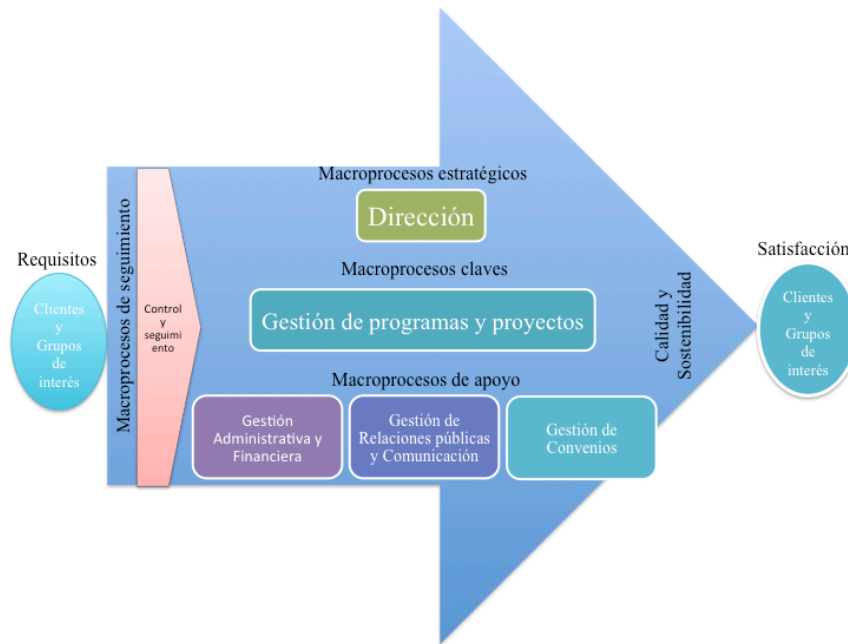 Requisitos
Clientes
y
Grupos
de
interés
Macroprocesos de seguimiento
Control
y
seguimi
ento
Macroprocesos estratégicos
Dirección
Macroprocesos claves
Gestión de programas y proyectos
Macroprocesos de apoyo
Gestión
Administrativa y
Financiera
Gestión de
Relaciones públicas
y Comunicación
Gestión de
Convenios
Calidad y
Sostenibilidad
Satisfacción
Clientes
y
Grupos
de
interés